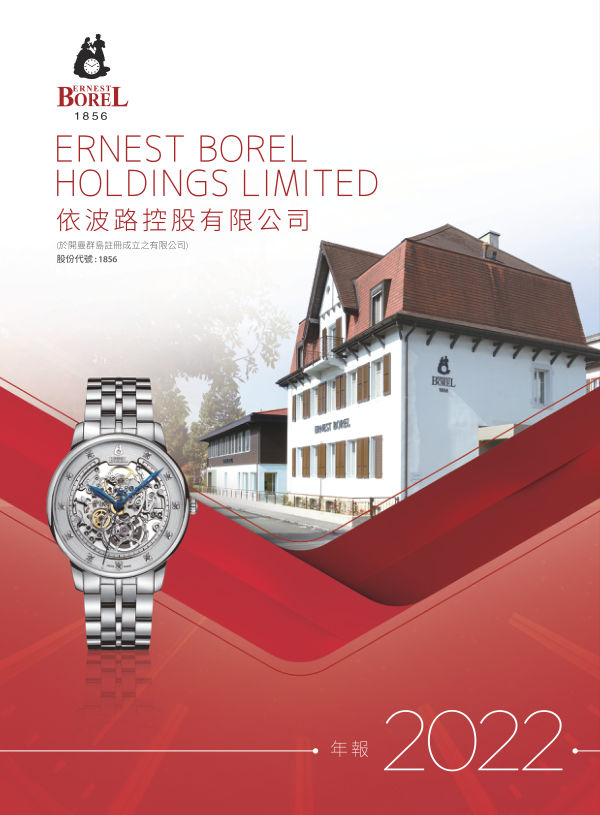 ERNEST
BOREL
1856
ERNEST BOREL
HOLDINGS LIMITED
依波路控股有限公司
(於開曼群島註冊成立之有限公司)
股份代號 : 1856
BOREL
1856
ERNEST BOREL
年報 2022